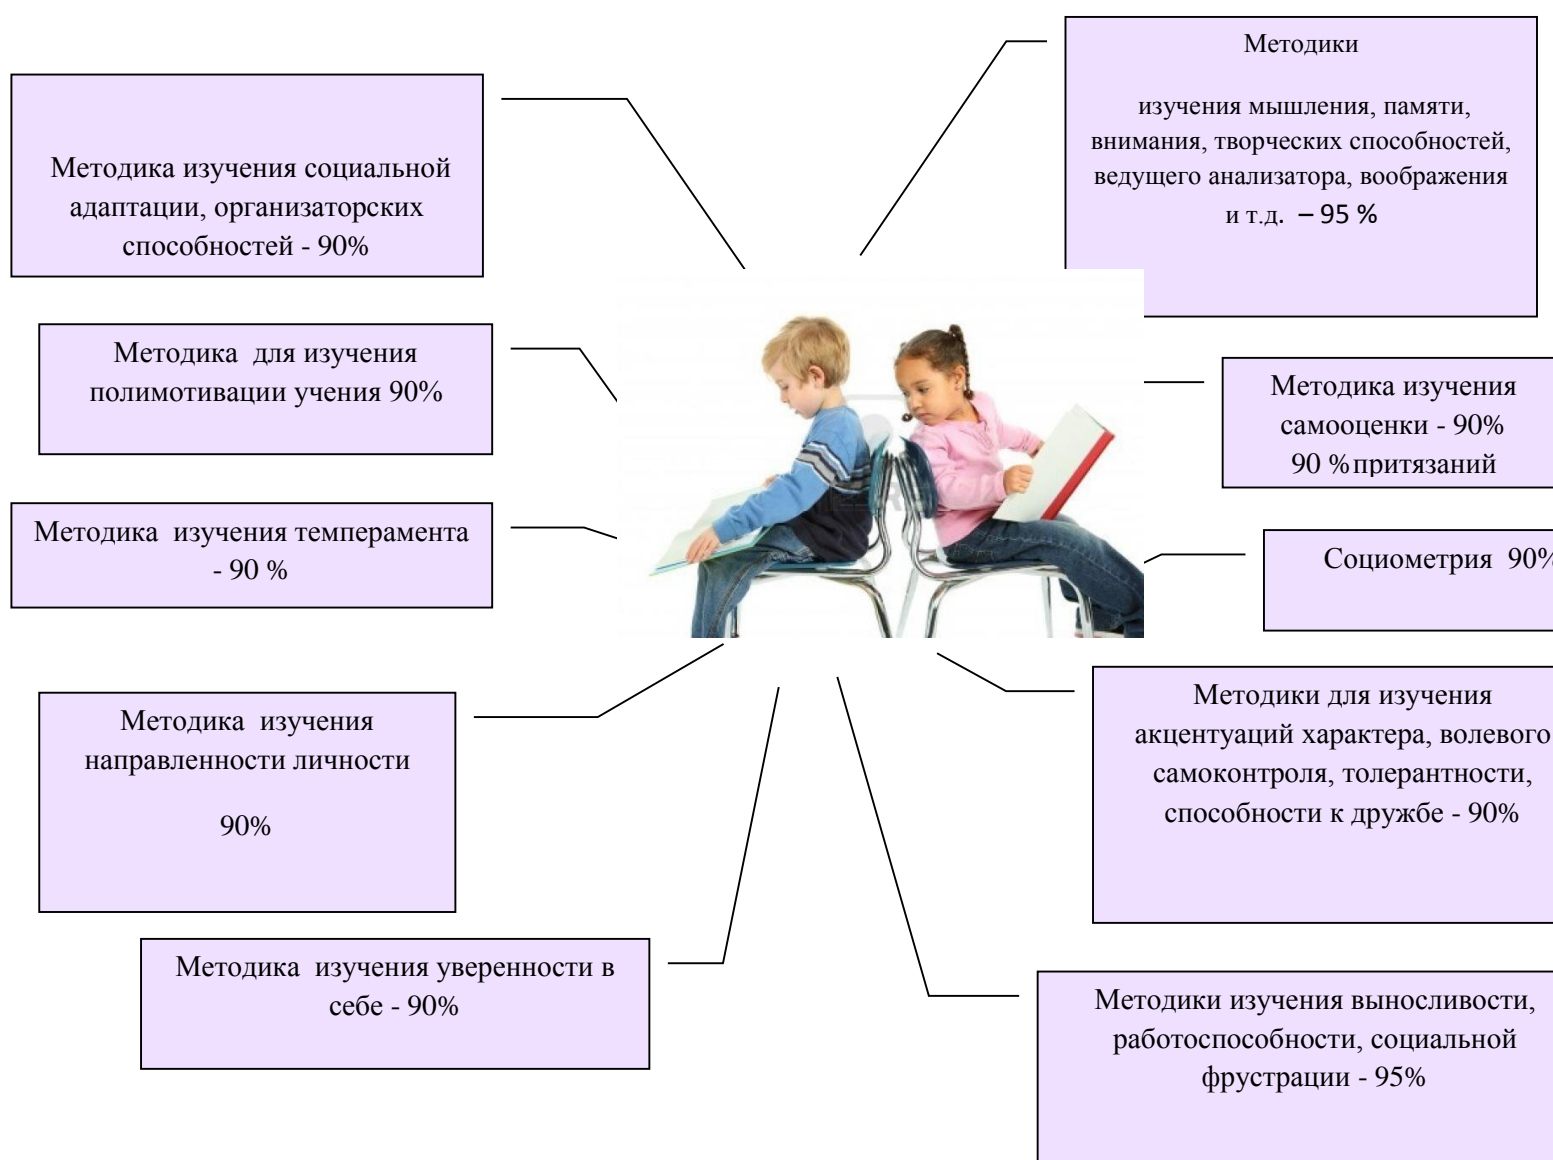 Методика изучения социальной
адаптации, организаторских
способностей - 90%
Методики
изучения мышления, памяти,
внимания, творческих способностей,
ведущего анализатора, воображения
и т.д. – 95 %
Методика  для изучения
полимотивации учения 90%
Методика изучения
самооценки - 90%
90 %притязаний
Методика  изучения темперамента
- 90 %
Социометрия  90%
Методика  изучения
направленности личности
90%
Методики для изучения
акцентуаций характера, волевого
самоконтроля, толерантности,
способности к дружбе - 90%
Методика  изучения уверенности в
себе - 90%
Методики изучения выносливости,
работоспособности, социальной
фрустрации - 95%